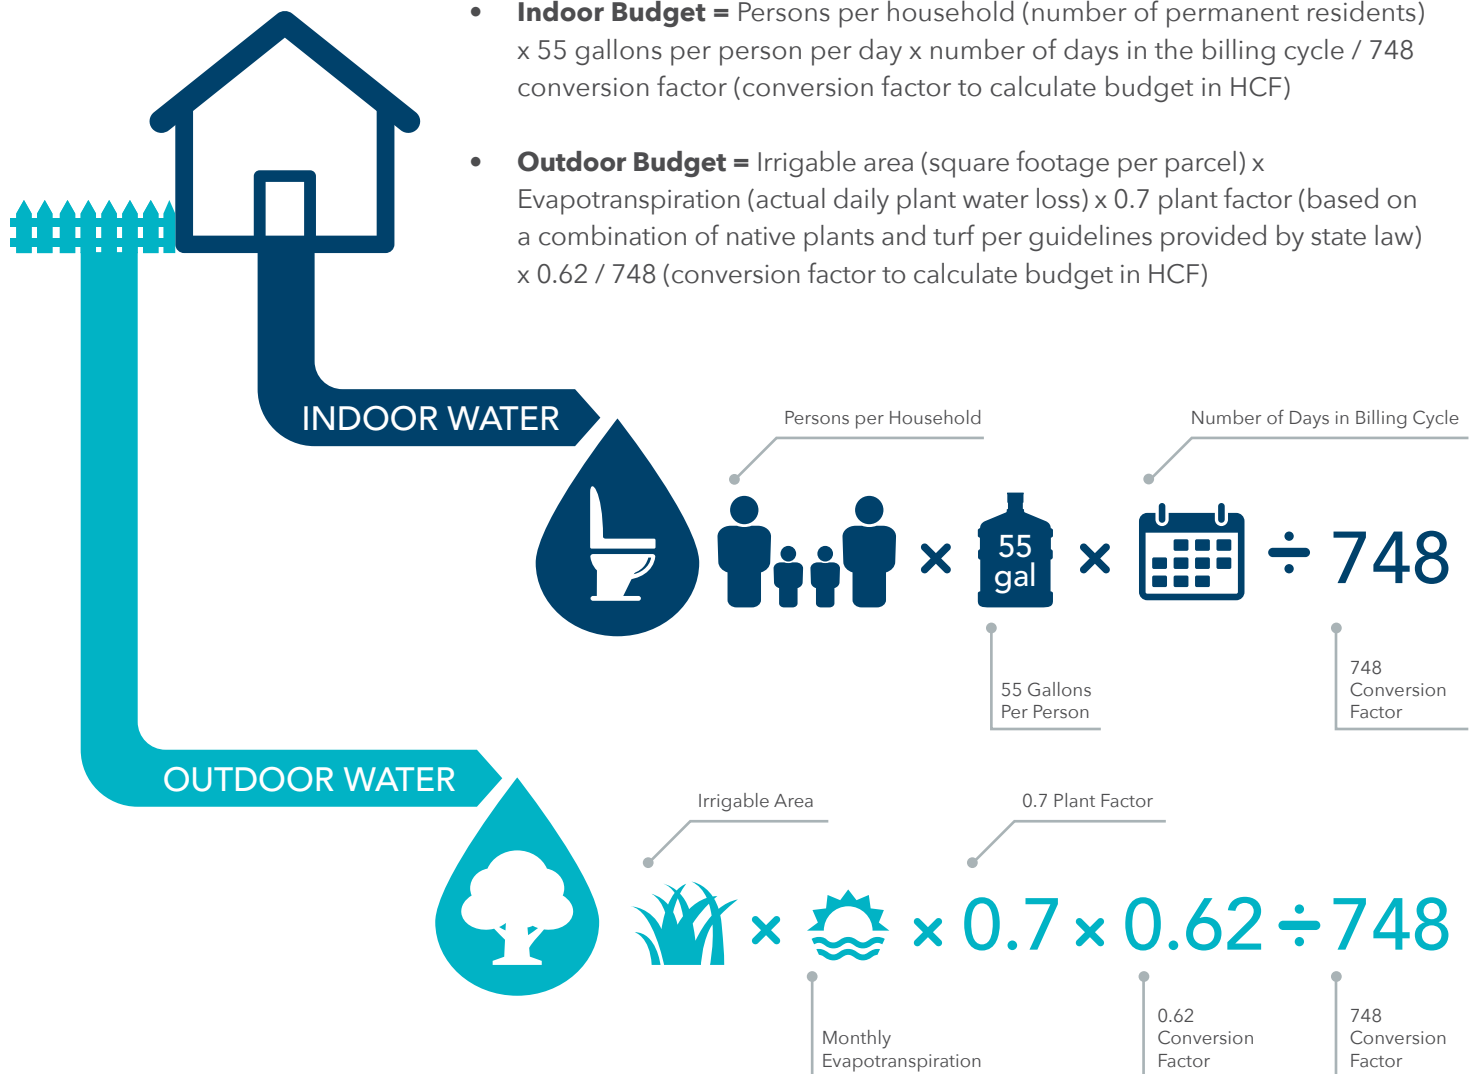 • Indoor Budget = Persons per household (number of permanent residents)
x 55 gallons per person per day x number of days in the billing cycle / 748
conversion factor (conversion factor to calculate budget in HCF)
• Outdoor Budget = Irrigable area (square footage per parcel) x
Evapotranspiration (actual daily plant water loss) x 0.7 plant factor (based on
a combination of native plants and turf per guidelines provided by state law)
x 0.62 / 748 (conversion factor to calculate budget in HCF)
INDOOR WATER
Persons per Household
Number of Days in Billing Cycle
× 55 gal × ÷ 748
55 Gallons
Per Person
748
Conversion
Factor
OUTDOOR WATER
Irrigable Area
0.7 Plant Factor
× × 0.7 × 0.62 ÷ 748
Monthly
Evapotranspiration
0.62
Conversion
Factor
748
Conversion
Factor